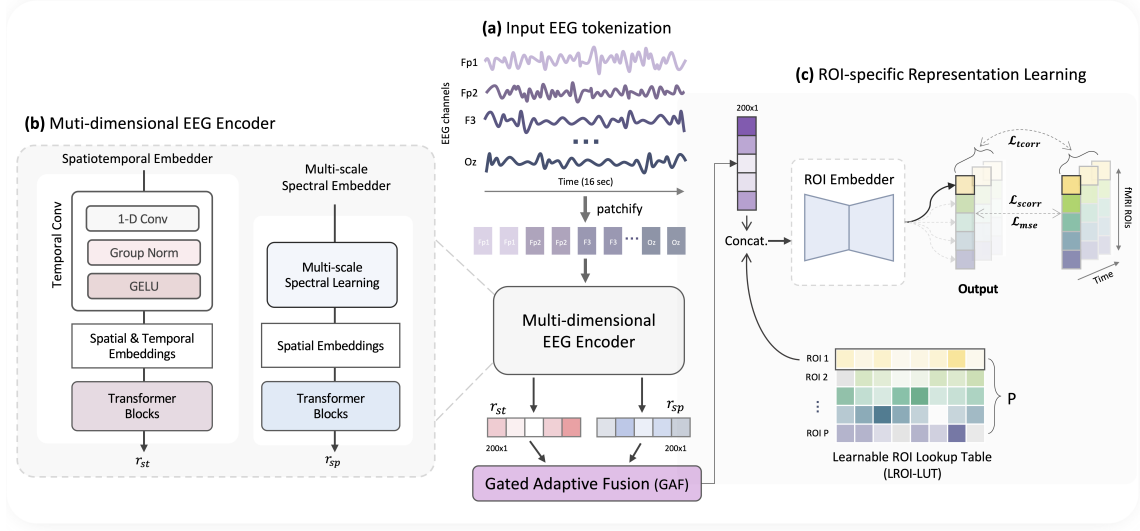 (a) Input EEG tokenization
EEG channels
Fp1
Fp2
F3
...
Oz
Time (16 sec)
patchify
Fp1 Fp1 Fp2 Fp2 F3 F3 ... Oz Oz
Multi-dimensional
EEG Encoder
r_st
r_sp
200x1
200x1
Gated Adaptive Fusion (GAF)
(b) Muti-dimensional EEG Encoder
Spatiotemporal Embedder
Temporal Conv
1-D Conv
Group Norm
GELU
Spatial & Temporal
Embeddings
Transformer
Blocks
r_st
Multi-scale
Spectral Embedder
Multi-scale
Spectral Learning
Spatial Embeddings
Transformer
Blocks
r_sp
(c) ROI-specific Representation Learning
200x1
Concat.
ROI Embedder
ℒ_tcorr
ℒ_scorr
ℒ_mse
fMRI ROIs
Time
Output
ROI 1
ROI 2
⋮
ROI P
P
Learnable ROI Lookup Table
(LROI-LUT)